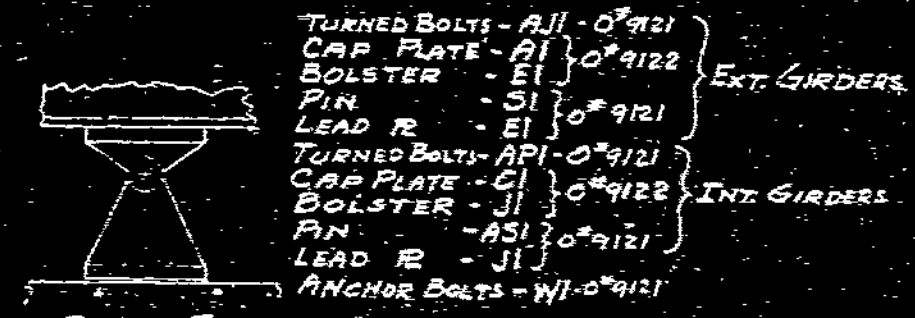 TURNED BOLTS - AJ1 - O#9121
CAP PLATE - A1 } O#9122
BOLSTER - E1
EXT. GIRDERS
PIN - S1 } O#9121
LEAD PL - E1
TURNED BOLTS - AP1 - O#9121
CAP PLATE - C1 } O#9122
BOLSTER - J1
INT. GIRDERS
PIN - AS1 } O#9121
LEAD PL - J1
ANCHOR BOLTS - W1 - O#9121